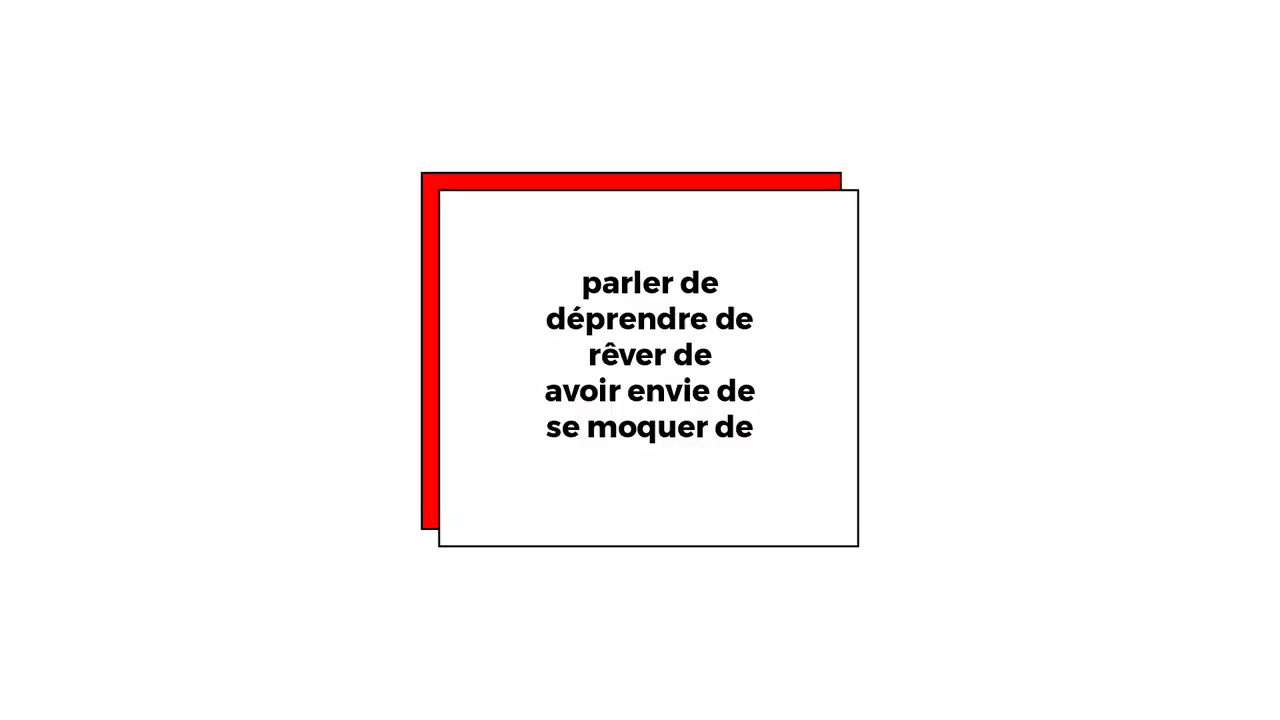 parler de
déprendre de
rêver de
avoir envie de
se moquer de